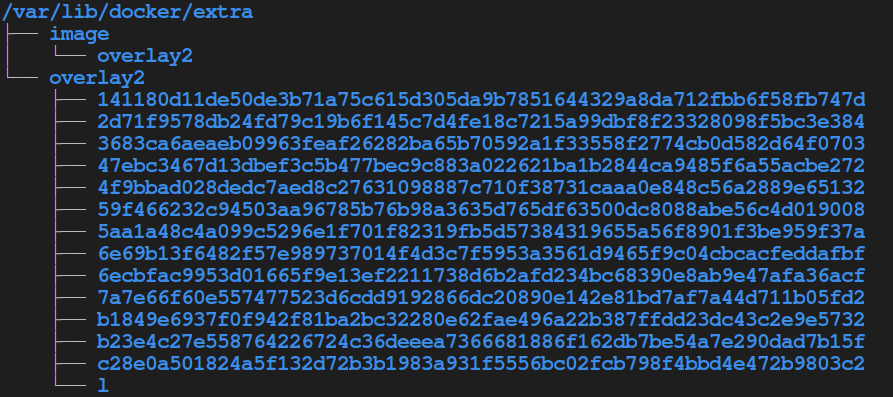 /var/lib/docker/extra
├── image
│   └── overlay2
└── overlay2
    ├── 141180d11de50de3b71a75c615d305da9b7851644329a8da712fbb6f58fb747d
    ├── 2d71f9578db24fd79c19b6f145c7d4fe18c7215a99dbf8f23328098f5bc3e384
    ├── 3683ca6aeaeb09963feaf26282ba65b70592a1f33558f2774cb0d582d64f0703
    ├── 47ebc3467d13dbef3c5b477bec9c883a022621ba1b2844ca9485f6a55acbe272
    ├── 4f9bbad028dedc7aed8c27631098887c710f38731caaa0e848c56a2889e65132
    ├── 59f466232c94503aa96785b76b98a3635d765df63500dc8088abe56c4d019008
    ├── 5aa1a48c4a099c5296e1f701f82319fb5d57384319655a56f8901f3be959f37a
    ├── 6e69b13f6482f57e989737014f4d3c7f5953a3561d9465f9c04cbcacfeddafbf
    ├── 6ecbfac9953d01665f9e13ef2211738d6b2afd234bc68390e8ab9e47afa36acf
    ├── 7a7e66f60e557477523d6cdd9192866dc20890e142e81bd7af7a44d711b05fd2
    ├── b1849e6937f0f942f81ba2bc32280e62fae496a22b387ffdd23dc43c2e9e5732
    ├── b23e4c27e558764226724c36deeea7366681886f162db7be54a7e290dad7b15f
    ├── c28e0a501824a5f132d72b3b1983a931f5556bc02fcb798f4bbd4e472b9803c2
    └── l